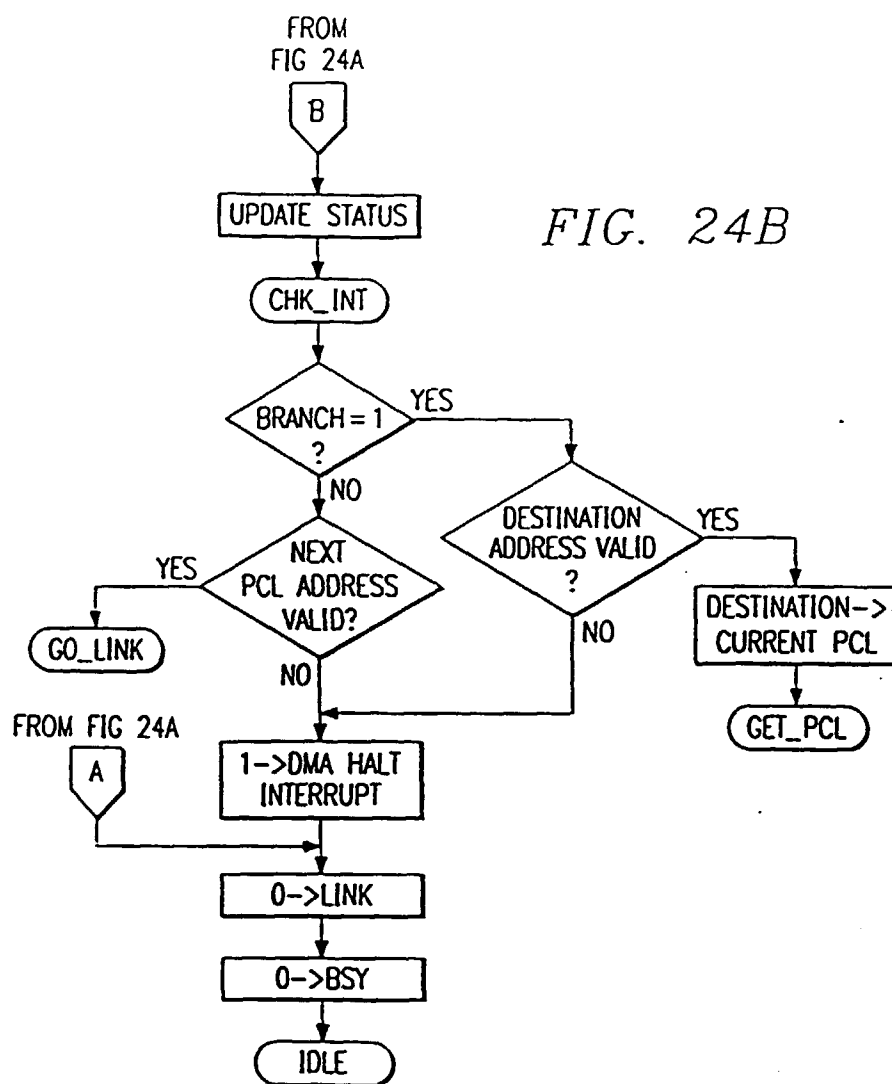 FROM
FIG 24A
B
UPDATE STATUS
FIG. 24B
CHK_INT
BRANCH = 1
?
YES
NO
DESTINATION
ADDRESS VALID
?
YES
NO
NEXT
PCL ADDRESS
VALID?
YES
NO
GO_LINK
DESTINATION->
CURRENT PCL
GET_PCL
FROM FIG 24A
A
1->DMA HALT
INTERRUPT
0->LINK
0->BSY
IDLE